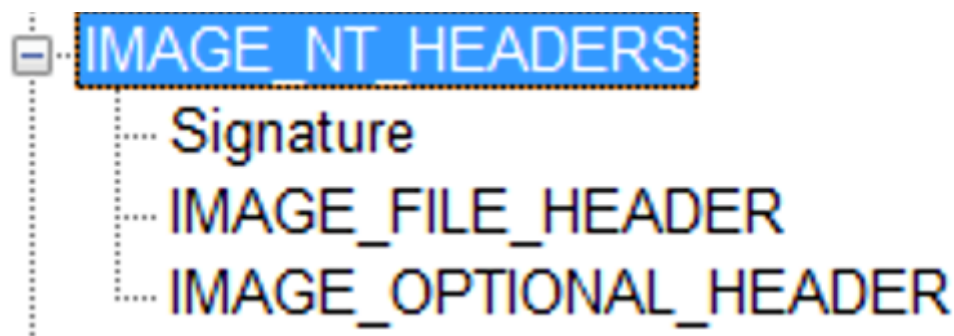 IMAGE_NT_HEADERS
Signature
IMAGE_FILE_HEADER
IMAGE_OPTIONAL_HEADER